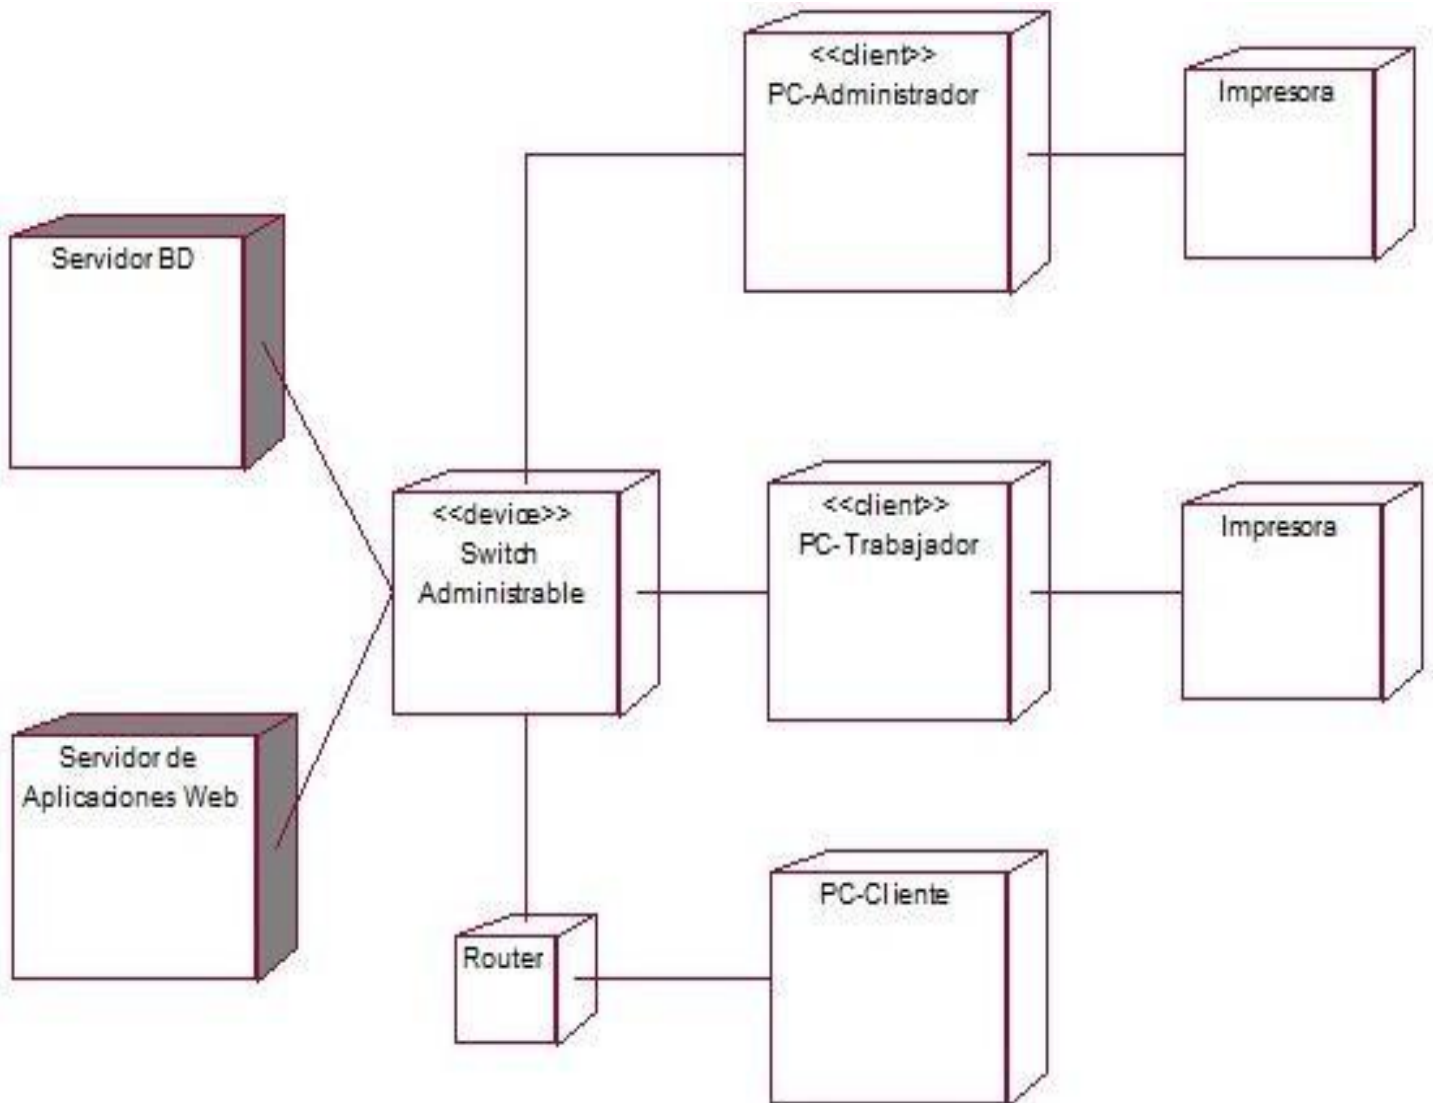 <<client>>
PC-Administrador
Impresora
Servidor BD
<<device>>
Switch
Administrable
<<client>>
PC-Trabajador
Impresora
Servidor de
Aplicaciones Web
PC-Cliente
Router